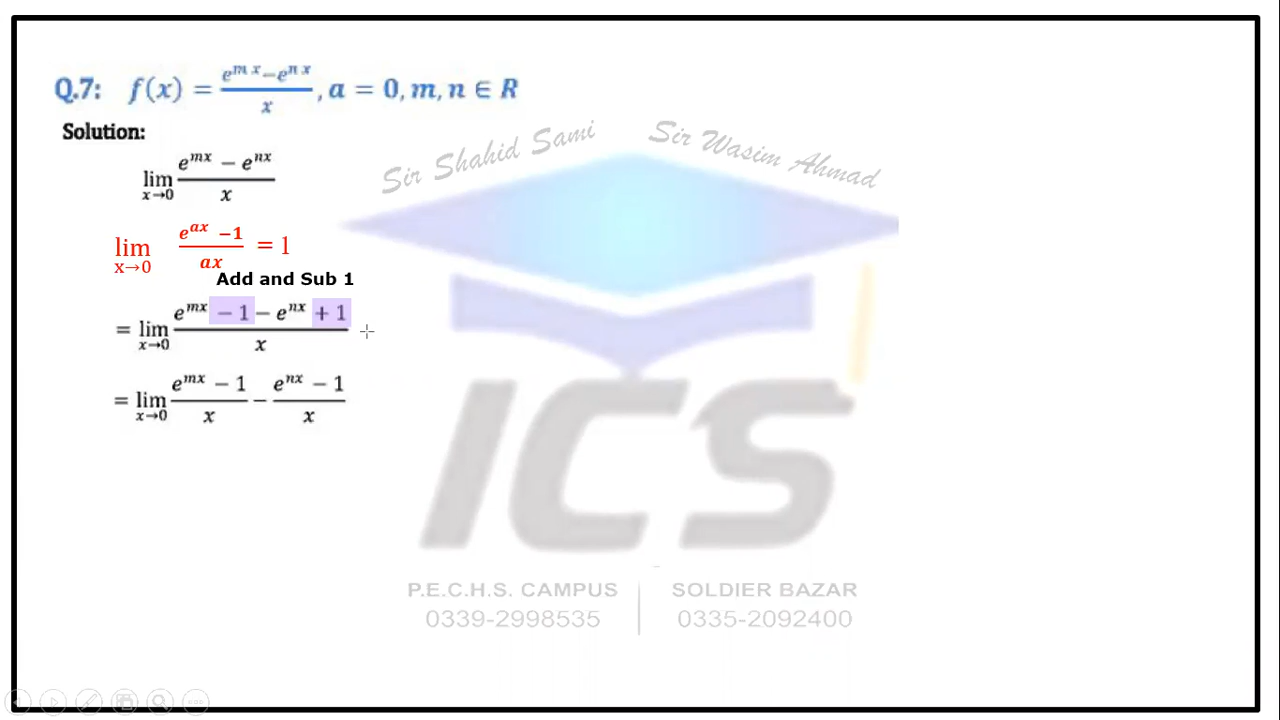 Q.7: f(x) = (e^{m x} − e^{n x})/x , a = 0, m, n ∈ R
Solution:
lim_{x→0} (e^{mx} − e^{nx})/x
lim_{x→0} (e^{ax} −1)/(ax) = 1
Add and Sub 1
= lim_{x→0} (e^{mx} − 1 − e^{nx} + 1)/x
= lim_{x→0} (e^{mx} − 1)/x − (e^{nx} − 1)/x
Sir Shahid Sami
Sir Wasim Ahmad
ICS
P.E.C.H.S. CAMPUS
0339-2998535
SOLDIER BAZAR
0335-2092400